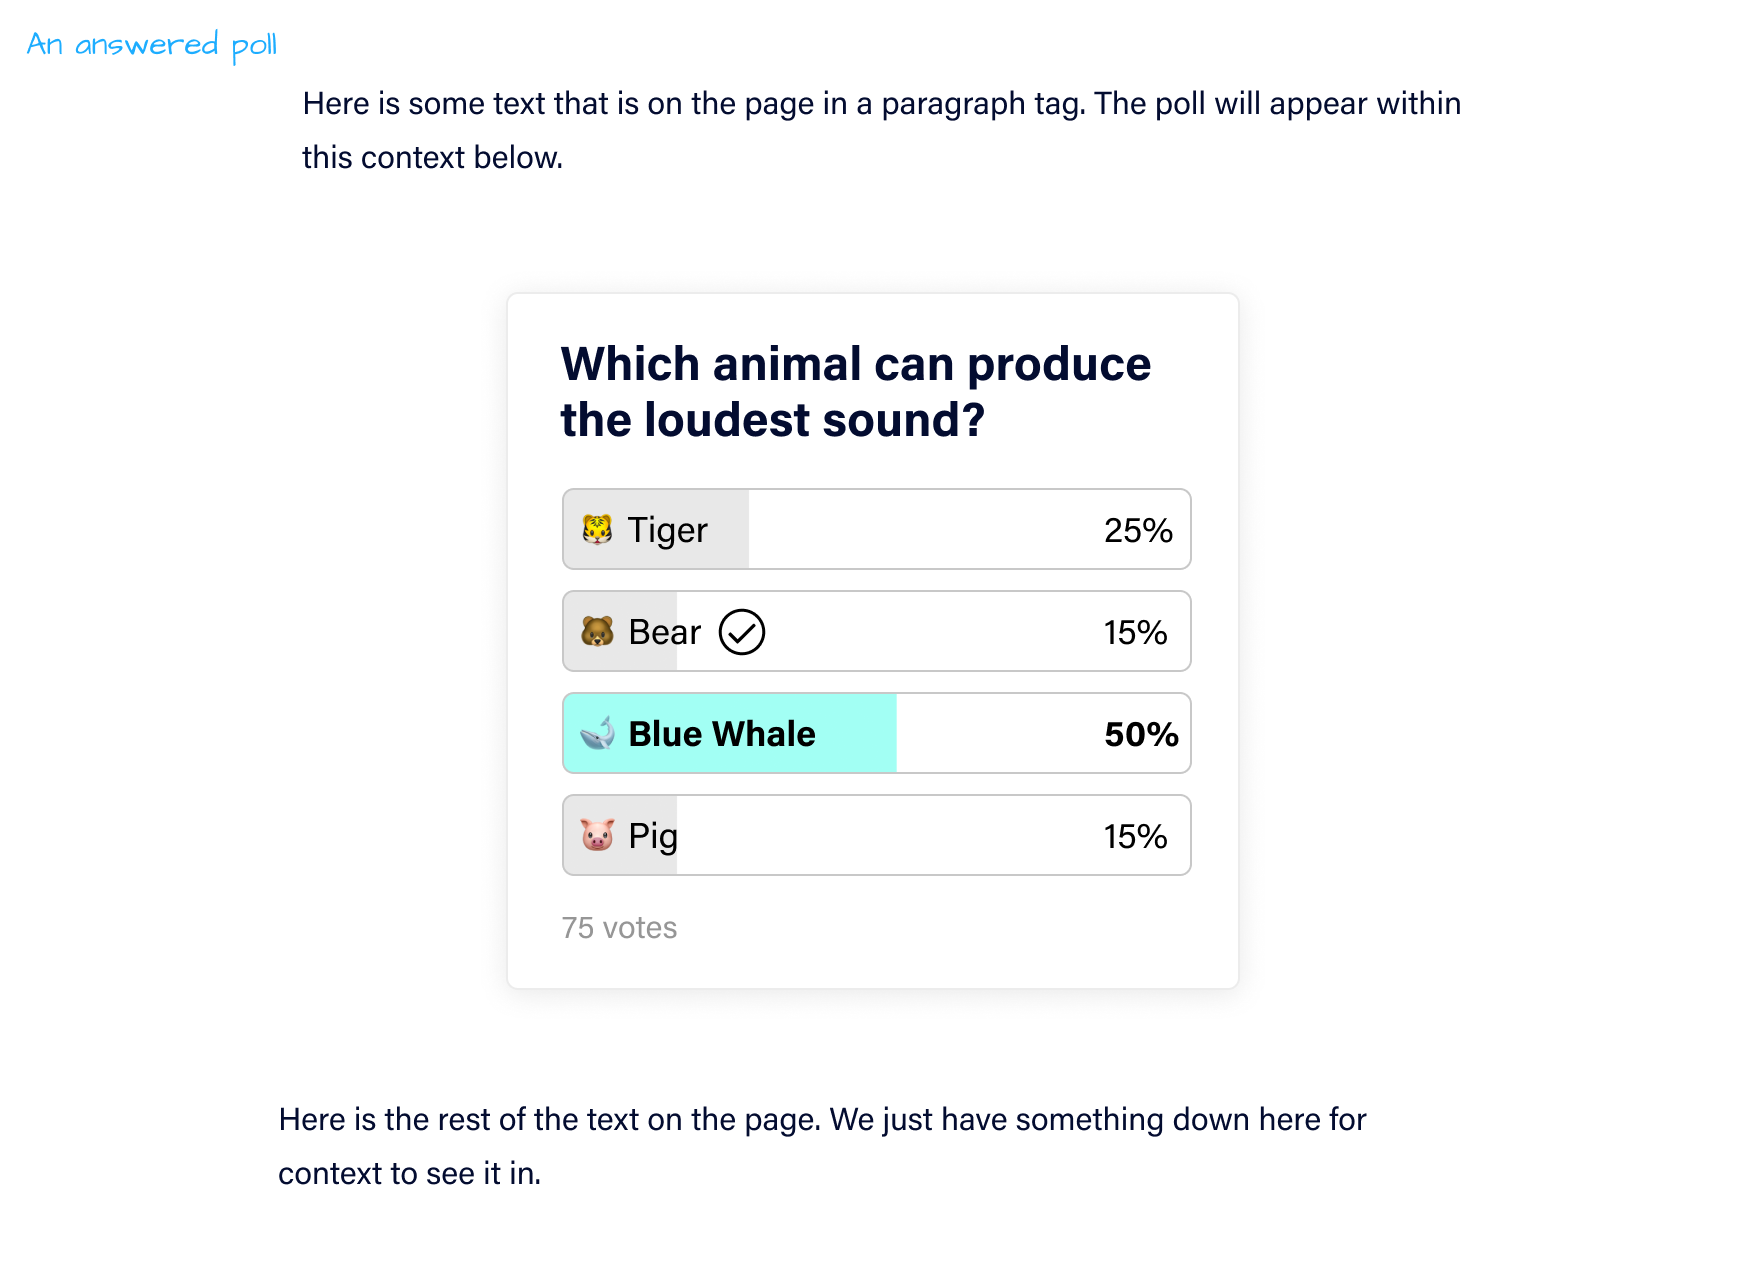 An answered poll
Here is some text that is on the page in a paragraph tag. The poll will appear within
this context below.
Which animal can produce
the loudest sound?
🐯 Tiger 25%
🐻 Bear 15%
🐋 Blue Whale 50%
🐷 Pig 15%
75 votes
Here is the rest of the text on the page. We just have something down here for
context to see it in.